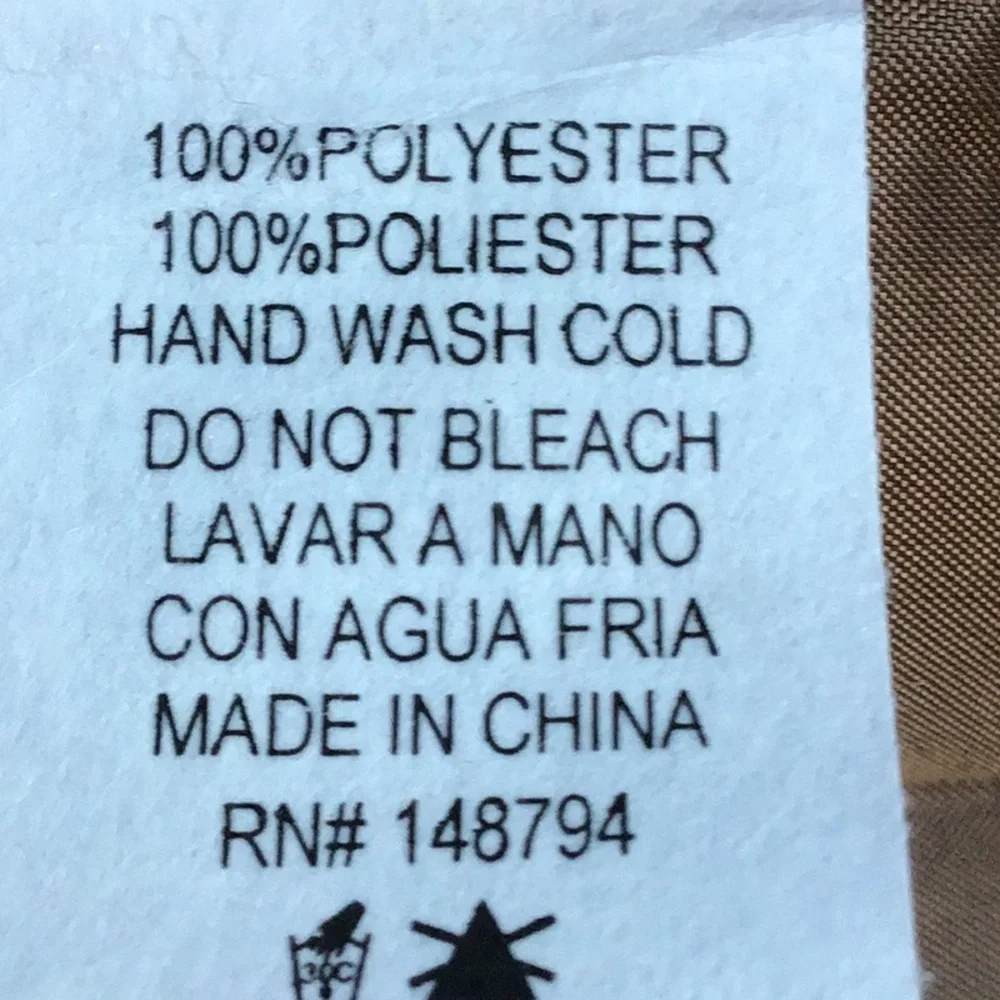 100%POLYESTER
100%POLIESTER
HAND WASH COLD
DO NOT BLEACH
LAVAR A MANO
CON AGUA FRIA
MADE IN CHINA
RN# 148794
30C